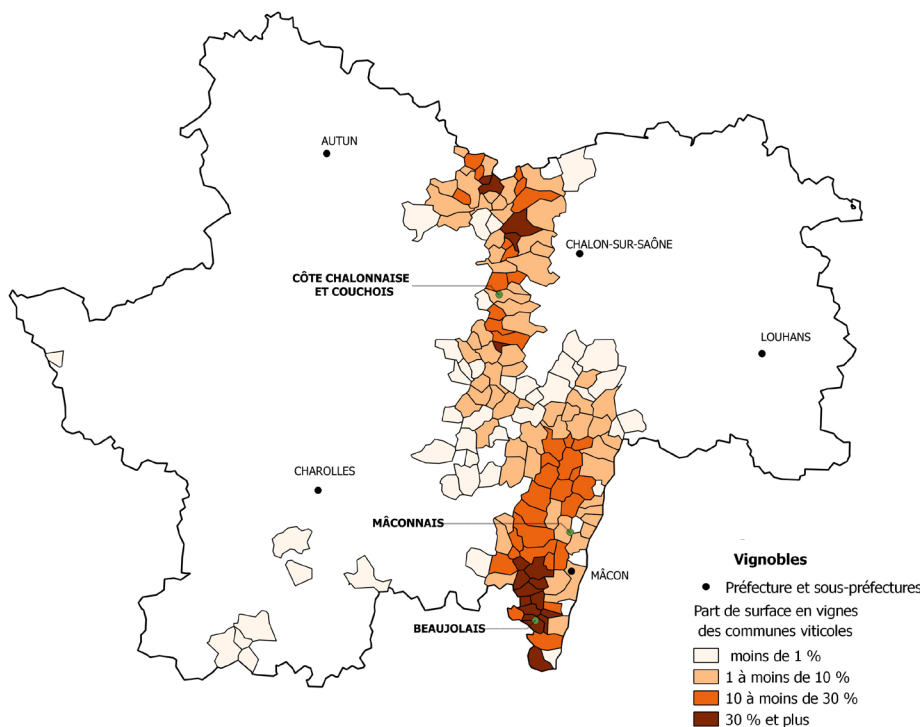 AUTUN
CHALON-SUR-SAÔNE
CÔTE CHALONNAISE
ET COUCHOIS
LOUHANS
CHAROLLES
MÂCONNAIS
MÂCON
BEAUJOLAIS
Vignobles
Préfecture et sous-préfectures
Part de surface en vignes
des communes viticoles
moins de 1 %
1 à moins de 10 %
10 à moins de 30 %
30 % et plus